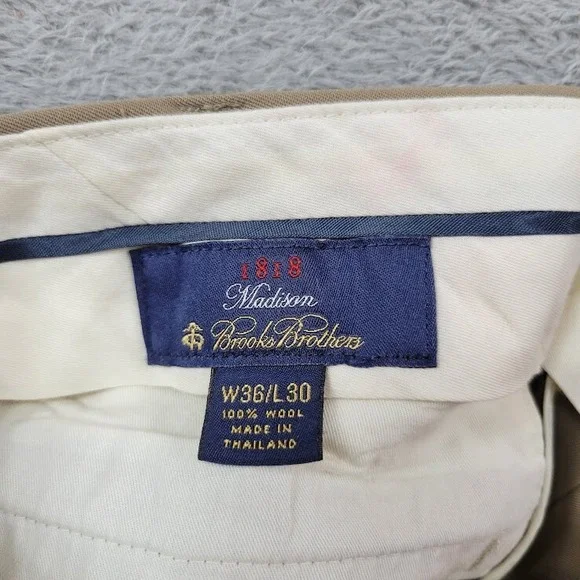 1818
Madison
Brooks Brothers
W36/L30
100% WOOL
MADE IN
THAILAND